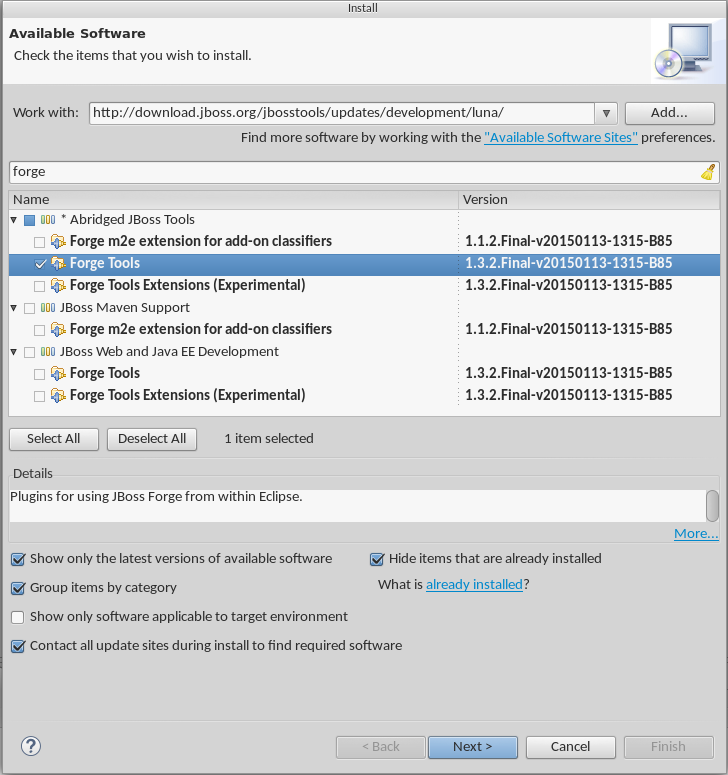 Install
Available Software
Check the items that you wish to install.
Work with: http://download.jboss.org/jbosstools/updates/development/luna/ Add...
Find more software by working with the "Available Software Sites" preferences.
forge
Name Version
* Abridged JBoss Tools
Forge m2e extension for add-on classifiers 1.1.2.Final-v20150113-1315-B85
Forge Tools 1.3.2.Final-v20150113-1315-B85
Forge Tools Extensions (Experimental) 1.3.2.Final-v20150113-1315-B85
JBoss Maven Support
Forge m2e extension for add-on classifiers 1.1.2.Final-v20150113-1315-B85
JBoss Web and Java EE Development
Forge Tools 1.3.2.Final-v20150113-1315-B85
Forge Tools Extensions (Experimental) 1.3.2.Final-v20150113-1315-B85
Select All Deselect All 1 item selected
Details
Plugins for using JBoss Forge from within Eclipse.
More...
Show only the latest versions of available software Hide items that are already installed
Group items by category What is already installed?
Show only software applicable to target environment
Contact all update sites during install to find required software
? < Back Next > Cancel Finish